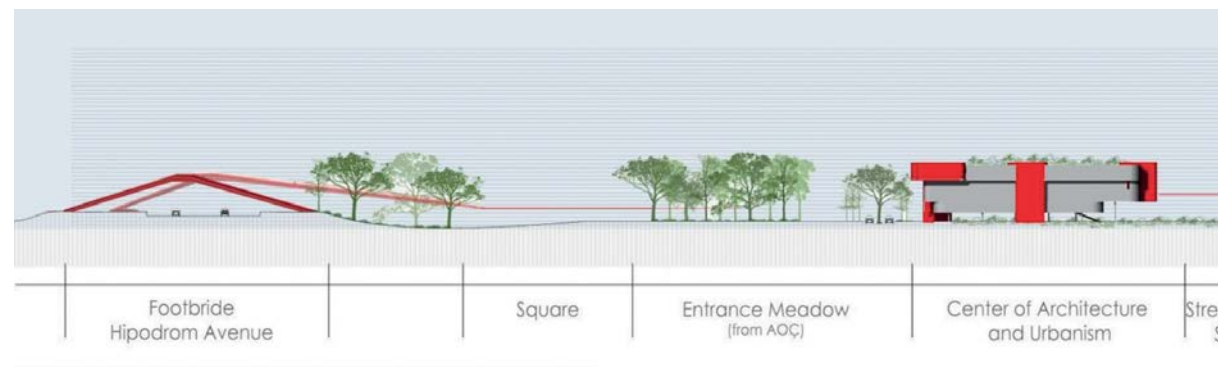 Footbride
Hipodrom Avenue
Square
Entrance Meadow
(from AOÇ)
Center of Architecture
and Urbanism